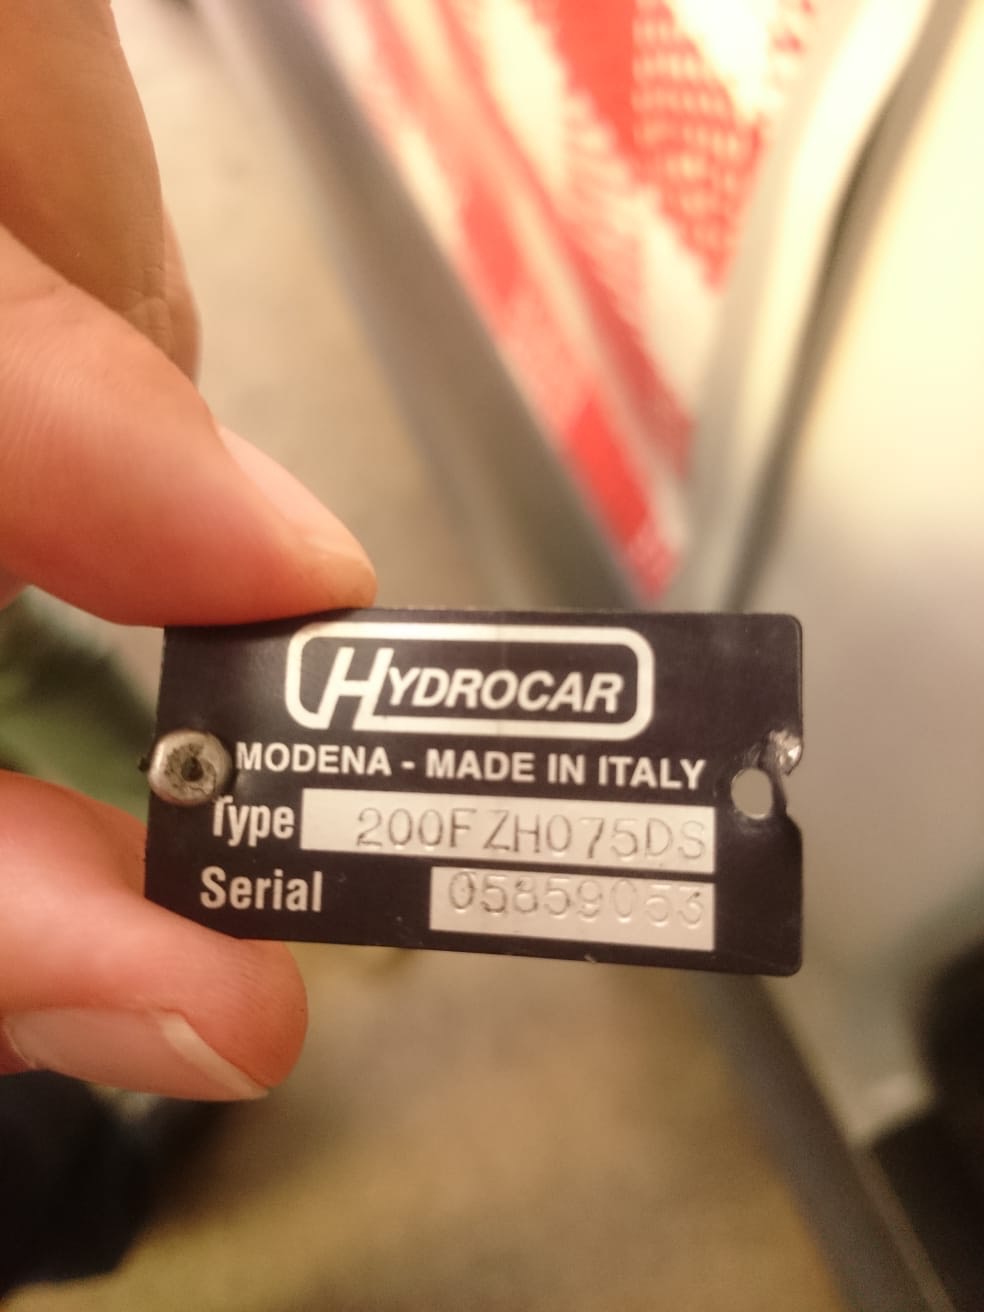 HYDROCAR
MODENA - MADE IN ITALY
Type 200FZH075DS
Serial 05859053